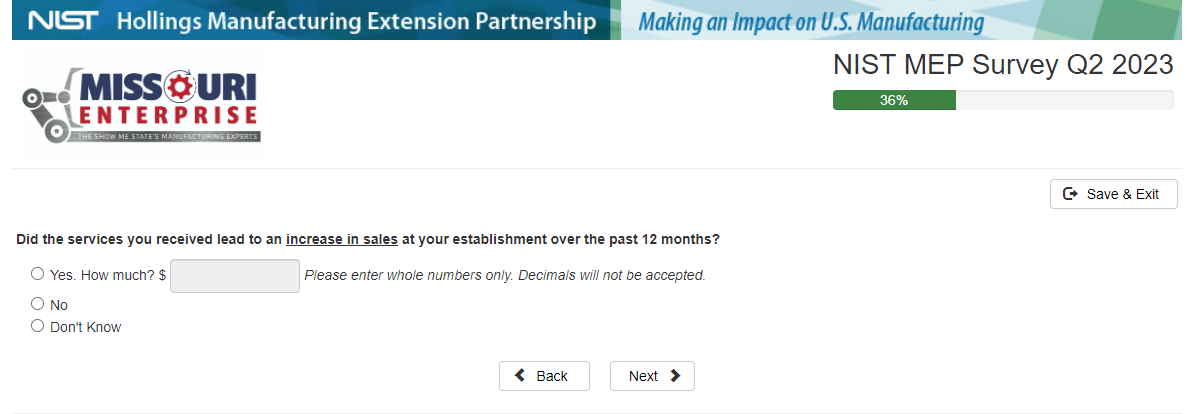 NIST Hollings Manufacturing Extension Partnership Making an Impact on U.S. Manufacturing
MISSOURI
ENTERPRISE
THE SHOW ME STATE'S MANUFACTURING EXPERTS
NIST MEP Survey Q2 2023
36%
Save & Exit
Did the services you received lead to an increase in sales at your establishment over the past 12 months?
Yes. How much? $ Please enter whole numbers only. Decimals will not be accepted.
No
Don't Know
Back Next